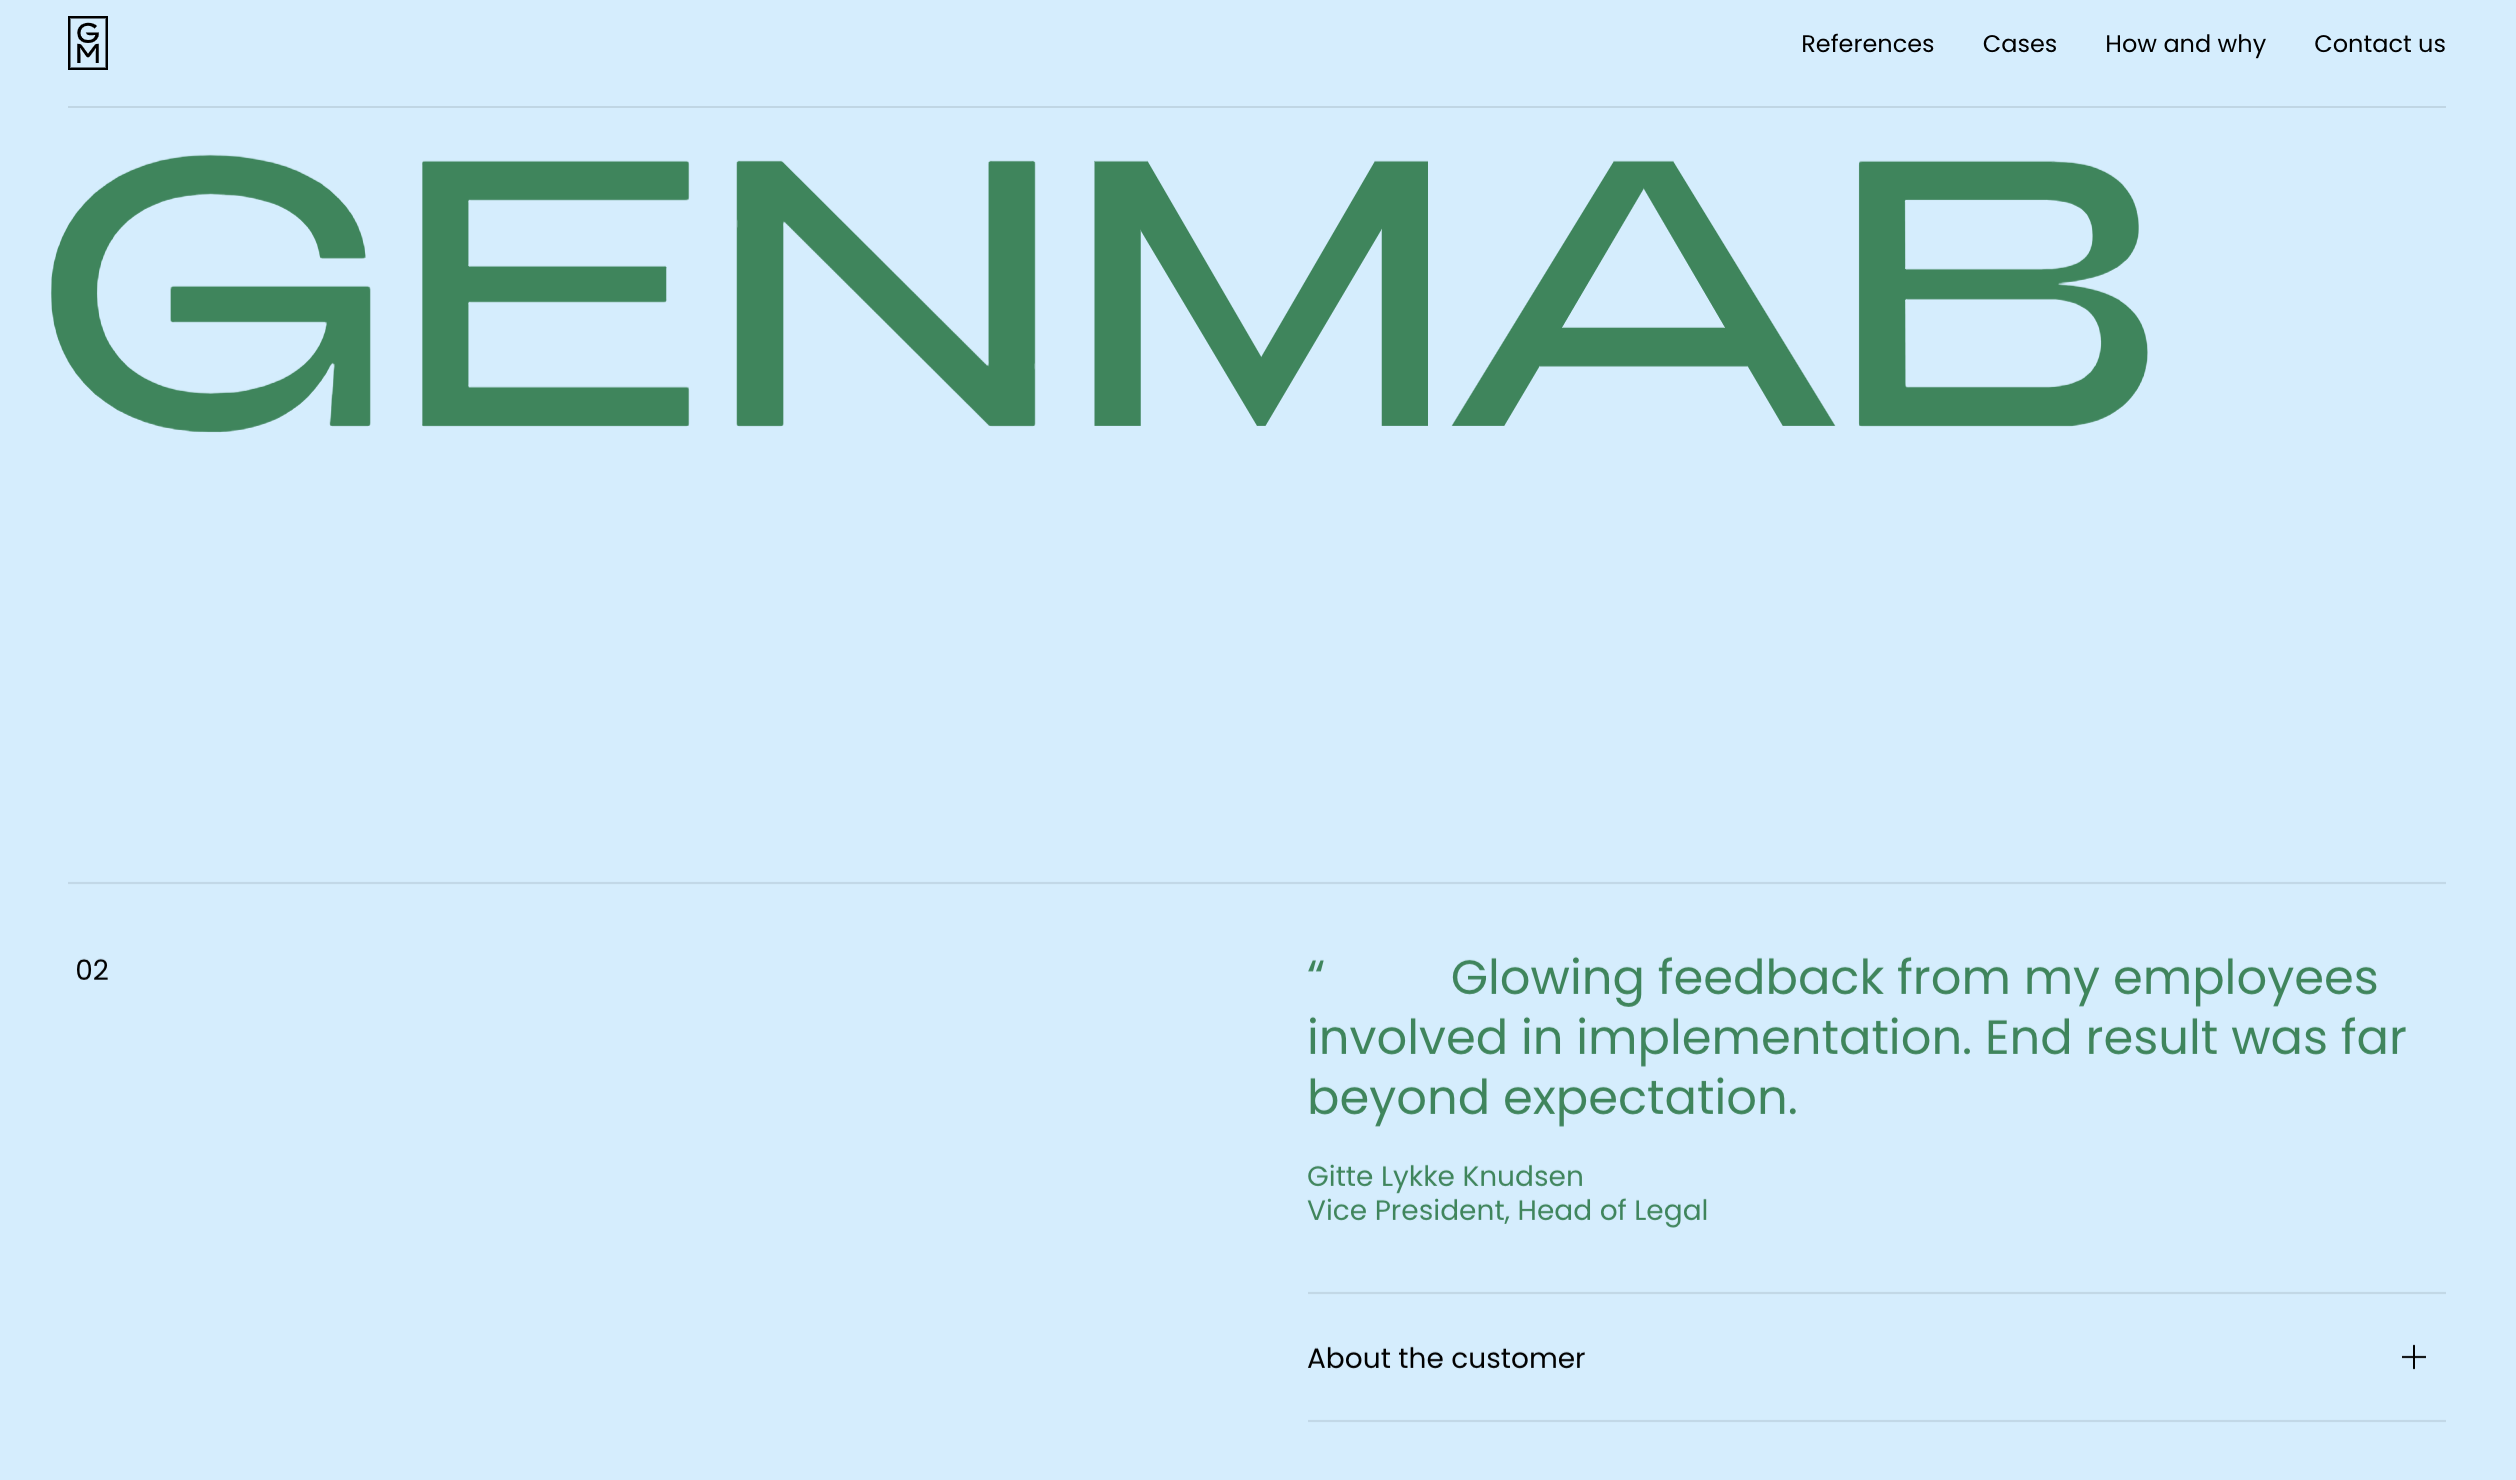 G
M
References Cases How and why Contact us
GENMAB
02
“ Glowing feedback from my employees
involved in implementation. End result was far
beyond expectation.
Gitte Lykke Knudsen
Vice President, Head of Legal
About the customer